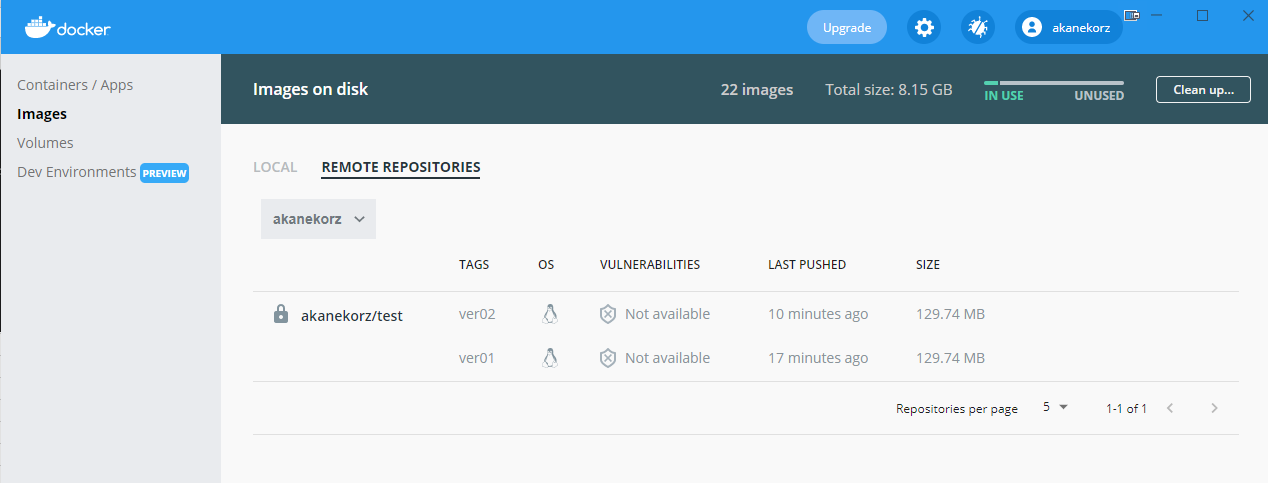 docker
Upgrade
akanekorz
Containers / Apps
Images
Volumes
Dev Environments PREVIEW
Images on disk
22 images
Total size: 8.15 GB
IN USE
UNUSED
Clean up...
LOCAL
REMOTE REPOSITORIES
akanekorz
TAGS OS VULNERABILITIES LAST PUSHED SIZE
akanekorz/test ver02 Not available 10 minutes ago 129.74 MB
ver01 Not available 17 minutes ago 129.74 MB
Repositories per page 5 1-1 of 1